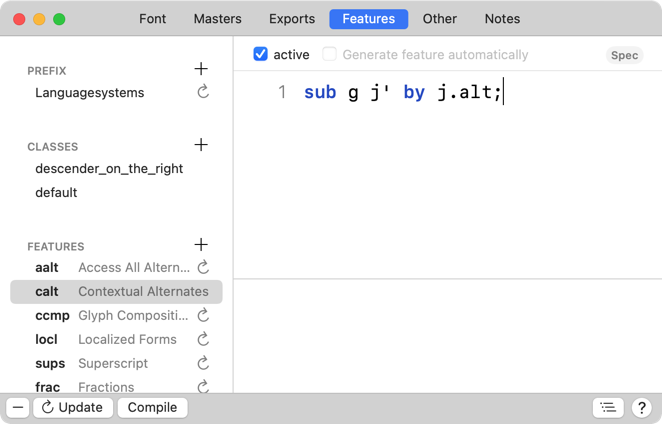 Font Masters Exports Features Other Notes
PREFIX +
Languagesystems
CLASSES +
descender_on_the_right
default
FEATURES +
aalt Access All Altern...
calt Contextual Alternates
ccmp Glyph Compositi...
locl Localized Forms
sups Superscript
frac Fractions
active Generate feature automatically Spec
1 sub g j' by j.alt;
Update Compile ?